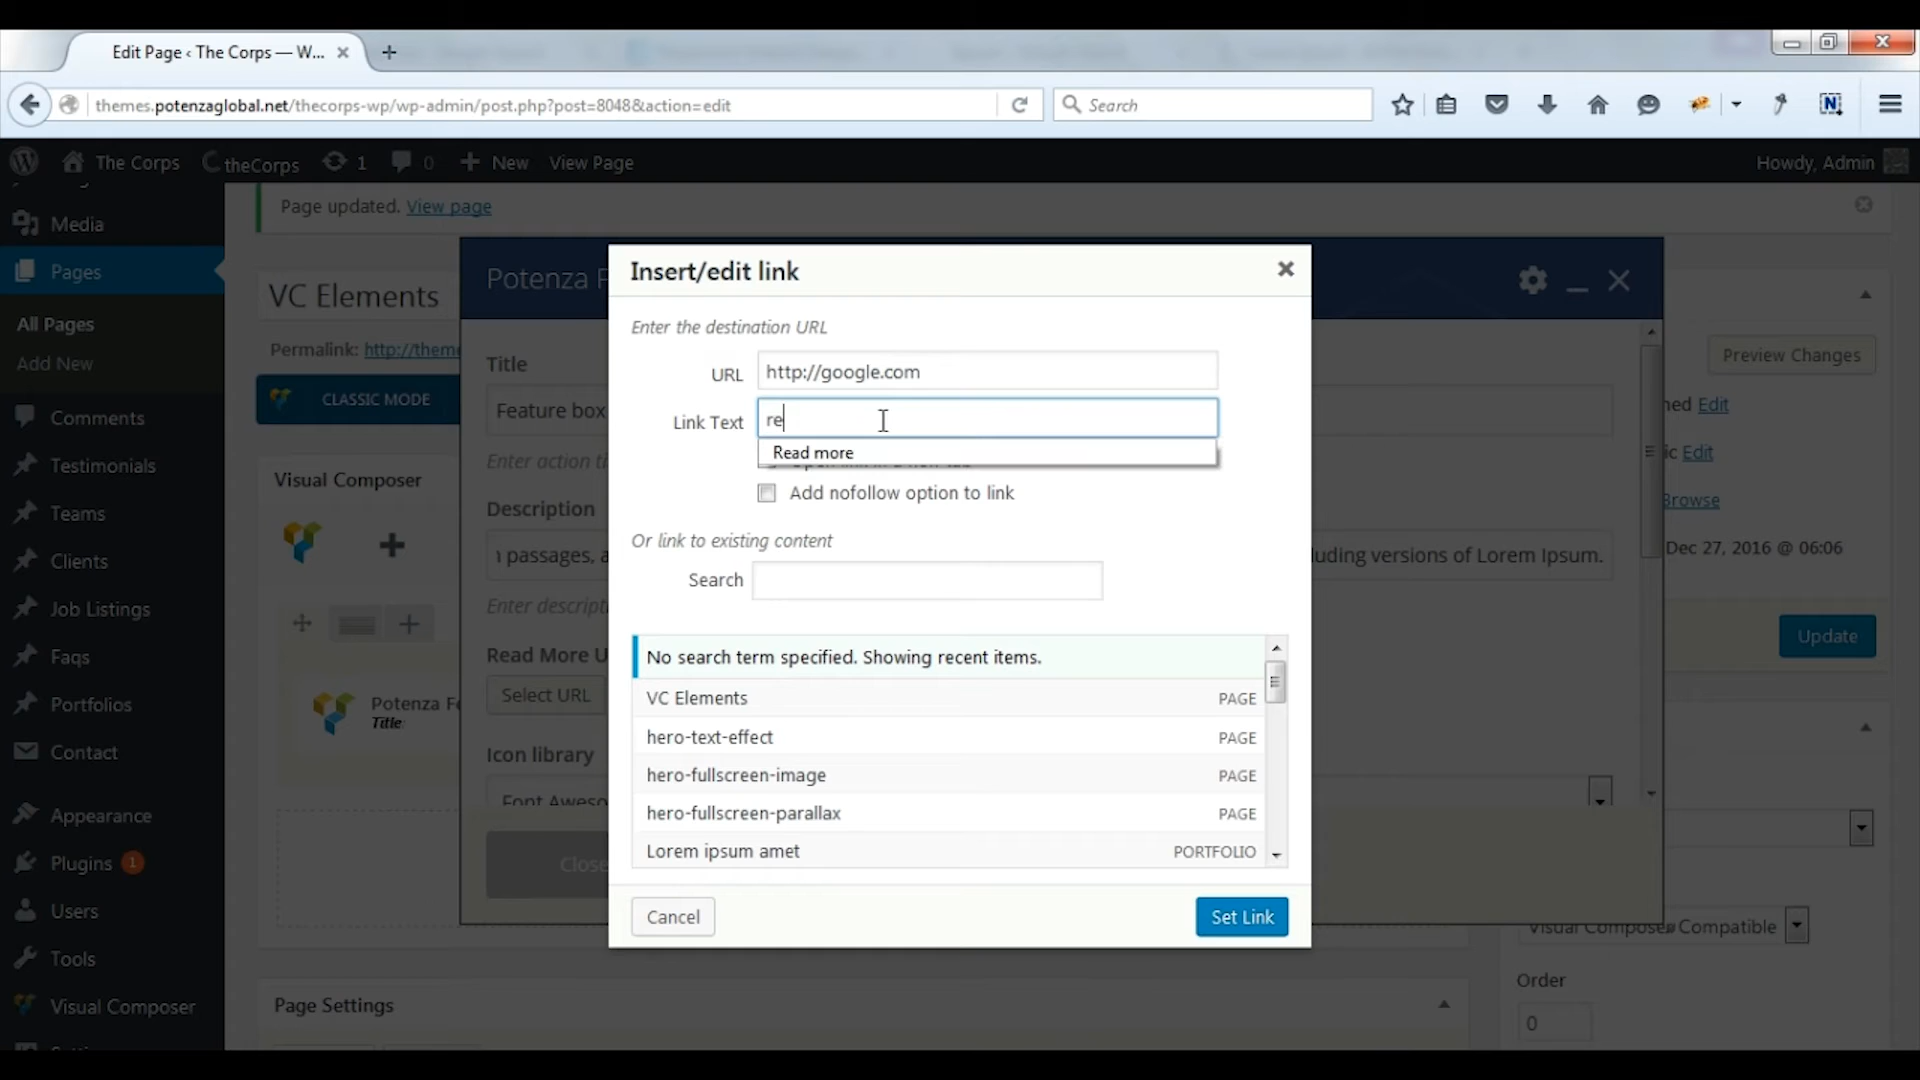 Edit Page ‹ The Corps — W...
themes.potenzaglobal.net/thecorps-wp/wp-admin/post.php?post=8048&action=edit
Search
The Corps
theCorps
1
0
New
View Page
Howdy, Admin
Media
Pages
All Pages
Add New
Comments
Testimonials
Teams
Clients
Job Listings
Faqs
Portfolios
Contact
Appearance
Plugins 1
Users
Tools
Visual Composer
Page updated. View page
VC Elements
Permalink: http://theme
CLASSIC MODE
Visual Composer
Potenza Fe
Title:
Page Settings
Potenza F
Title
Feature box
Enter action ti
Description
passages, a
luding versions of Lorem Ipsum.
Enter descripti
Read More U
Select URL
Icon library
Font Aweso
Close
Insert/edit link
Enter the destination URL
URL
http://google.com
Link Text
re
Read more
Add nofollow option to link
Or link to existing content
Search
No search term specified. Showing recent items.
VC Elements PAGE
hero-text-effect PAGE
hero-fullscreen-image PAGE
hero-fullscreen-parallax PAGE
Lorem ipsum amet PORTFOLIO
Cancel
Set Link
Preview Changes
ned Edit
ic Edit
Browse
Dec 27, 2016 @ 06:06
Update
Visual Composer Compatible
Order
0